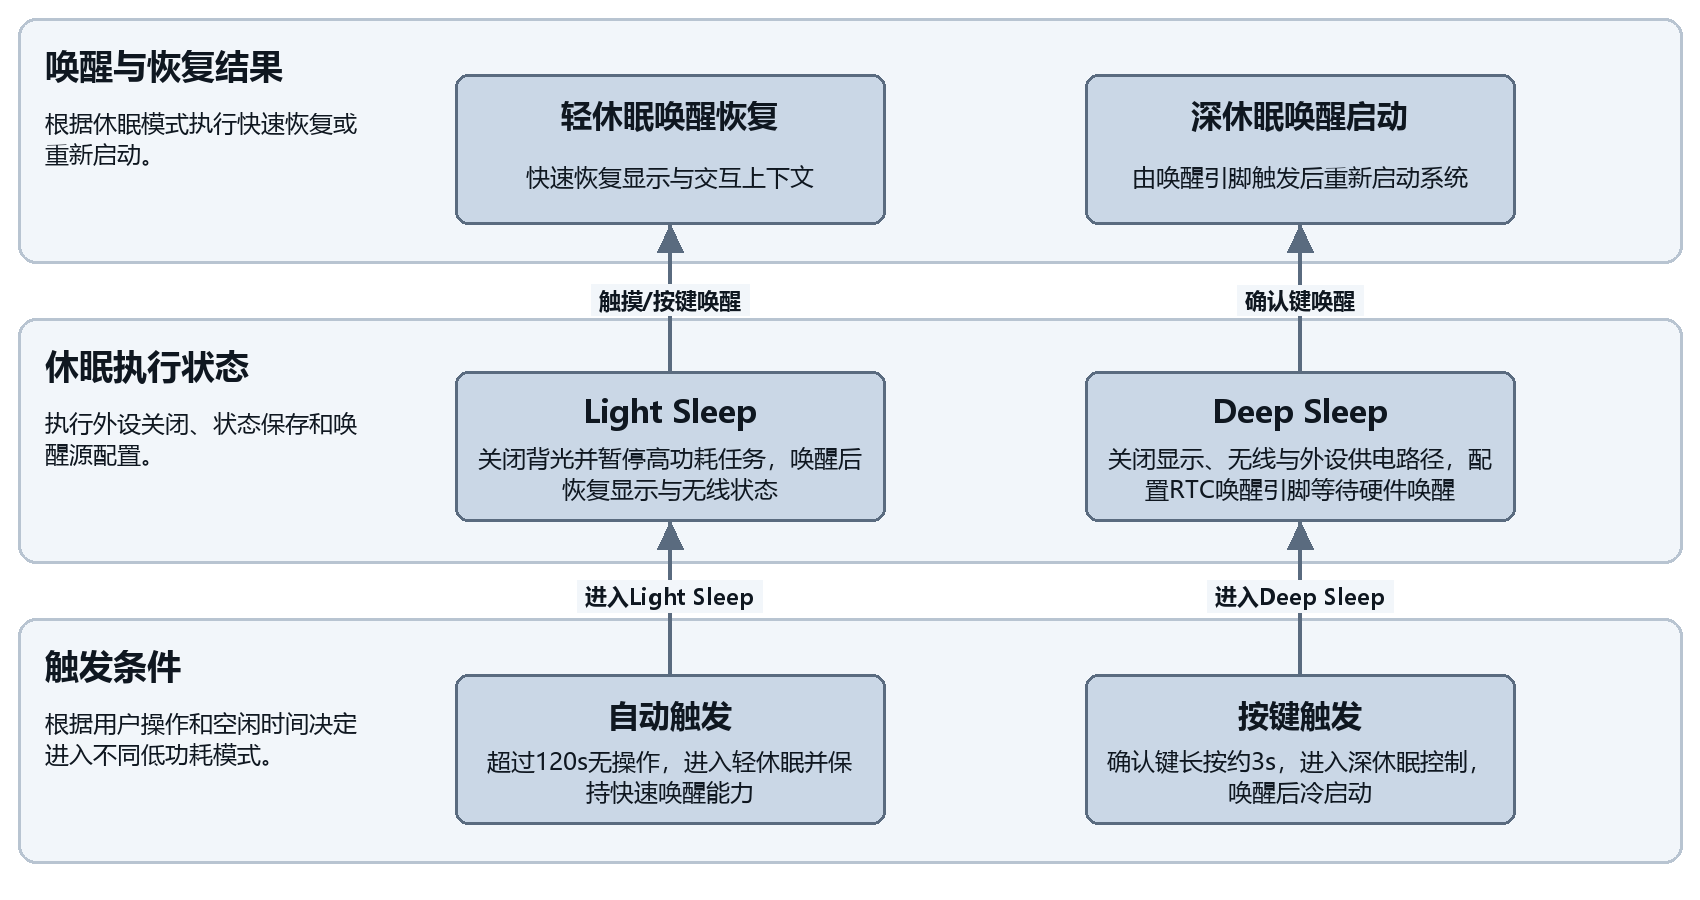 唤醒与恢复结果
根据休眠模式执行快速恢复或
重新启动。
轻休眠唤醒恢复
快速恢复显示与交互上下文
深休眠唤醒启动
由唤醒引脚触发后重新启动系统
触摸/按键唤醒
确认键唤醒
休眠执行状态
执行外设关闭、状态保存和唤
醒源配置。
Light Sleep
关闭背光并暂停高功耗任务，唤醒后
恢复显示与无线状态
Deep Sleep
关闭显示、无线与外设供电路径，配
置RTC唤醒引脚等待硬件唤醒
进入Light Sleep
进入Deep Sleep
触发条件
根据用户操作和空闲时间决定
进入不同低功耗模式。
自动触发
超过120s无操作，进入轻休眠并保
持快速唤醒能力
按键触发
确认键长按约3s，进入深休眠控制，
唤醒后冷启动